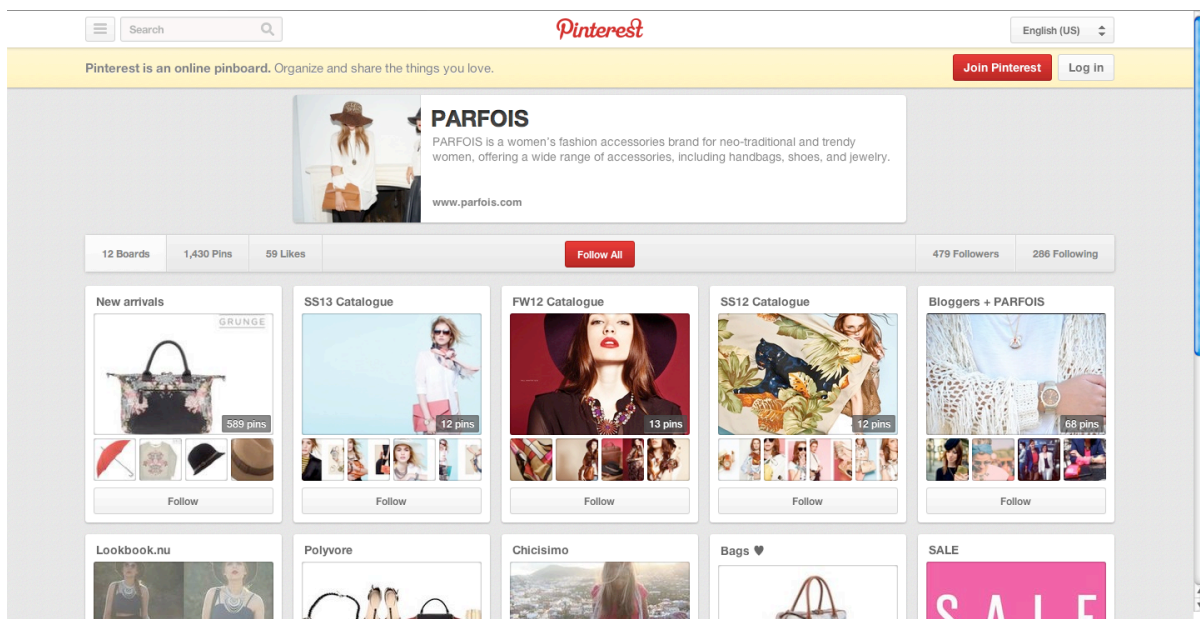 Search
Pinterest
English (US)
Pinterest is an online pinboard. Organize and share the things you love.
Join Pinterest
Log in
PARFOIS
PARFOIS is a women's fashion accessories brand for neo-traditional and trendy
women, offering a wide range of accessories, including handbags, shoes, and jewelry.
www.parfois.com
12 Boards
1,430 Pins
59 Likes
Follow All
479 Followers
286 Following
New arrivals
GRUNGE
589 pins
Follow
SS13 Catalogue
12 pins
Follow
FW12 Catalogue
13 pins
Follow
SS12 Catalogue
12 pins
Follow
Bloggers + PARFOIS
68 pins
Follow
Lookbook.nu
Polyvore
Chicisimo
Bags ♥
SALE
SALE